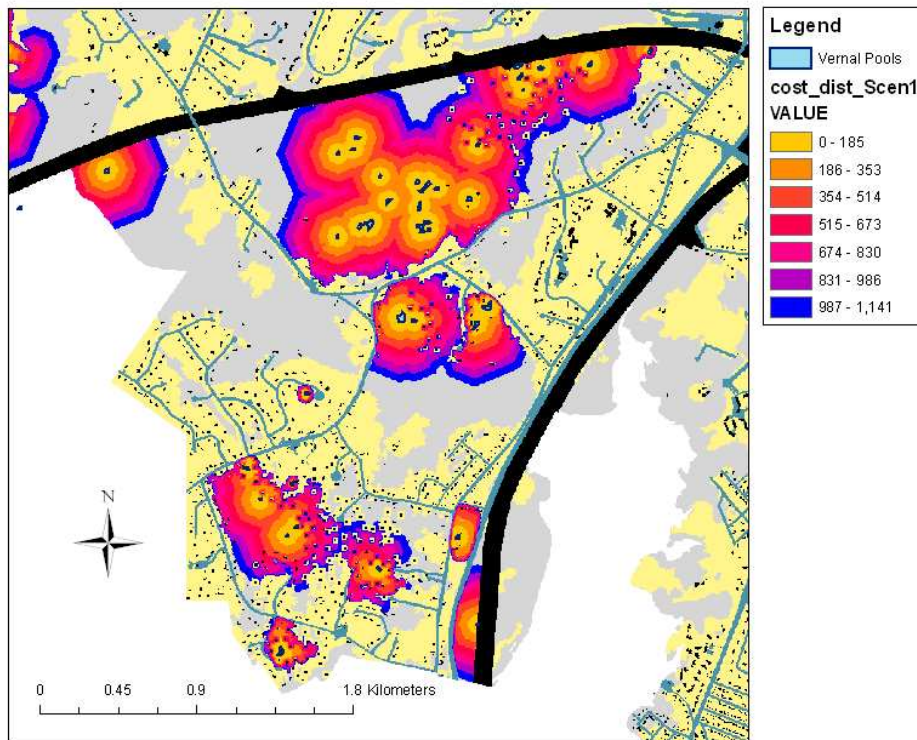 Legend
Vernal Pools
cost_dist_Scen1
VALUE
0 - 185
186 - 353
354 - 514
515 - 673
674 - 830
831 - 986
987 - 1,141
N
0 0.45 0.9 1.8 Kilometers